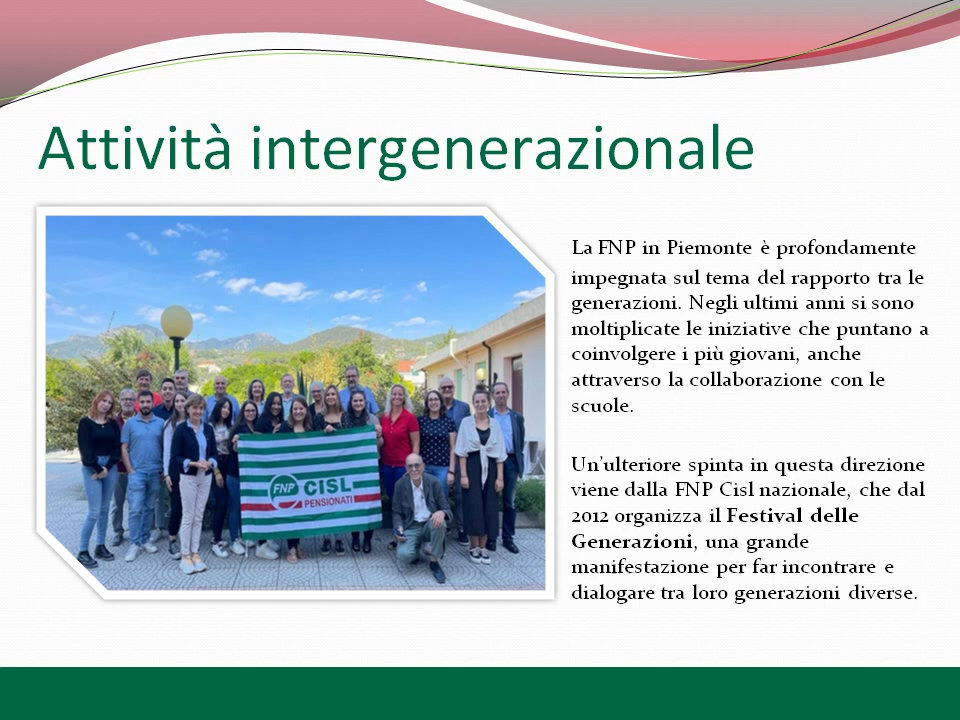 Attività intergenerazionale
FNP CISL
PENSIONATI
La FNP in Piemonte è profondamente
impegnata sul tema del rapporto tra le
generazioni. Negli ultimi anni si sono
moltiplicate le iniziative che puntano a
coinvolgere i più giovani, anche
attraverso la collaborazione con le
scuole.
Un’ulteriore spinta in questa direzione
viene dalla FNP Cisl nazionale, che dal
2012 organizza il Festival delle
Generazioni, una grande
manifestazione per far incontrare e
dialogare tra loro generazioni diverse.